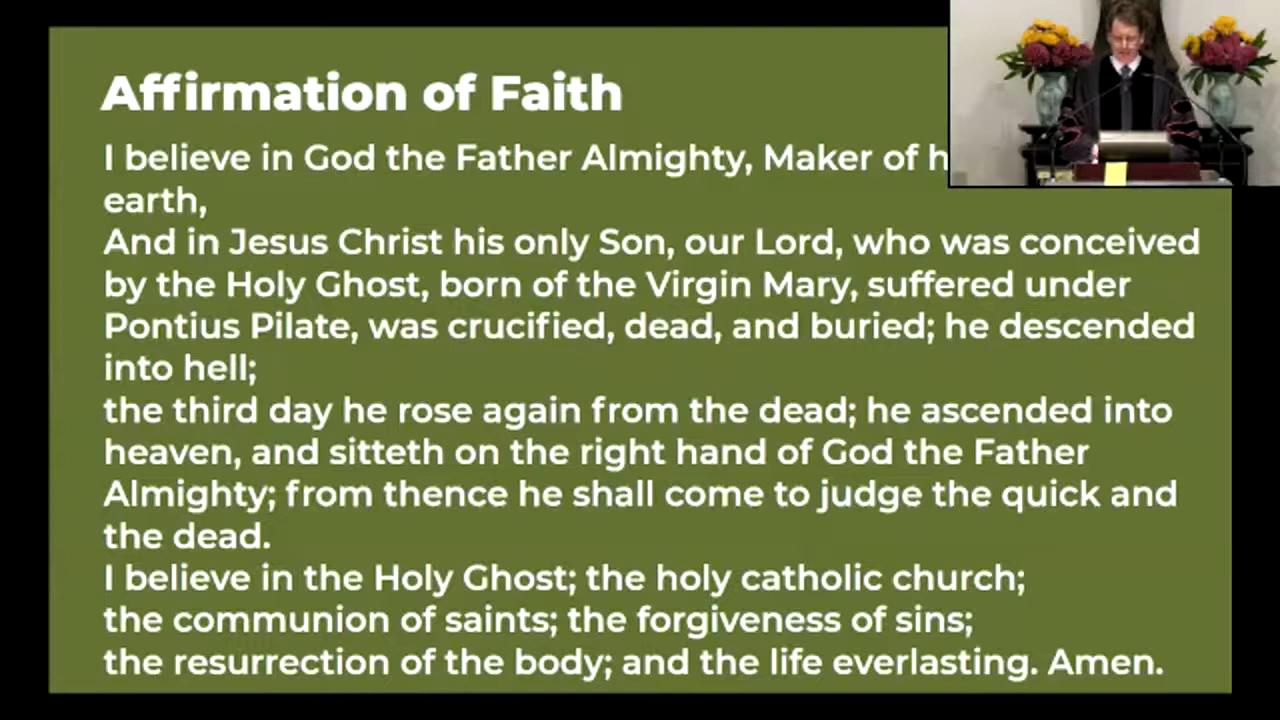 Affirmation of Faith
I believe in God the Father Almighty, Maker of h
earth,
And in Jesus Christ his only Son, our Lord, who was conceived
by the Holy Ghost, born of the Virgin Mary, suffered under
Pontius Pilate, was crucified, dead, and buried; he descended
into hell;
the third day he rose again from the dead; he ascended into
heaven, and sitteth on the right hand of God the Father
Almighty; from thence he shall come to judge the quick and
the dead.
I believe in the Holy Ghost; the holy catholic church;
the communion of saints; the forgiveness of sins;
the resurrection of the body; and the life everlasting. Amen.